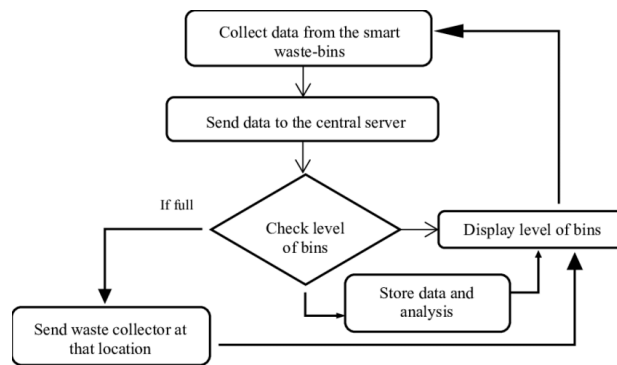 Collect data from the smart
waste-bins
Send data to the central server
If full
Check level
of bins
Display level of bins
Store data and
analysis
Send waste collector at
that location